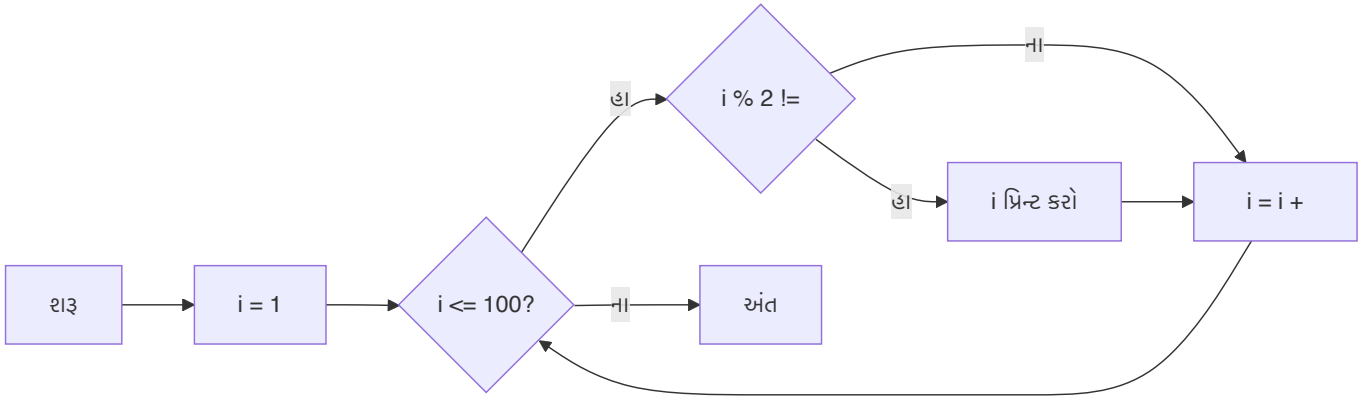 શરૂ
i = 1
i <= 100?
હા
ના
i % 2 !=
ના
હા
i પ્રિન્ટ કરો
i = i +
અંત